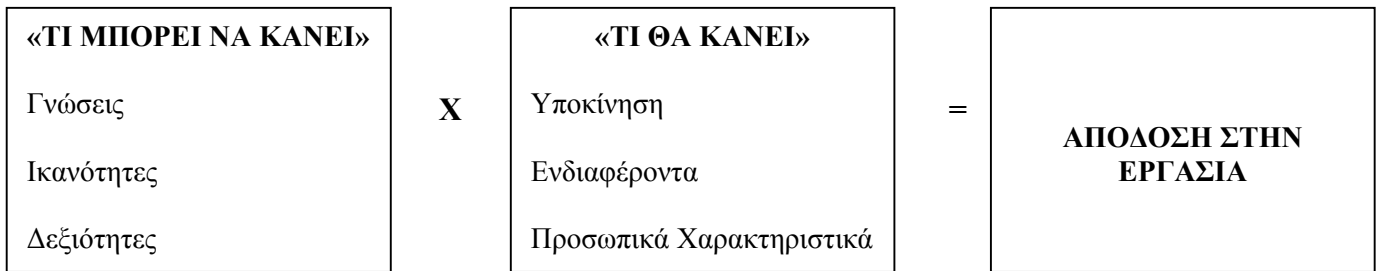 «ΤΙ ΜΠΟΡΕΙ ΝΑ ΚΑΝΕΙ»
Γνώσεις
Ικανότητες
Δεξιότητες
Χ
«ΤΙ ΘΑ ΚΑΝΕΙ»
Υποκίνηση
Ενδιαφέροντα
Προσωπικά Χαρακτηριστικά
=
ΑΠΟΔΟΣΗ ΣΤΗΝ
ΕΡΓΑΣΙΑ